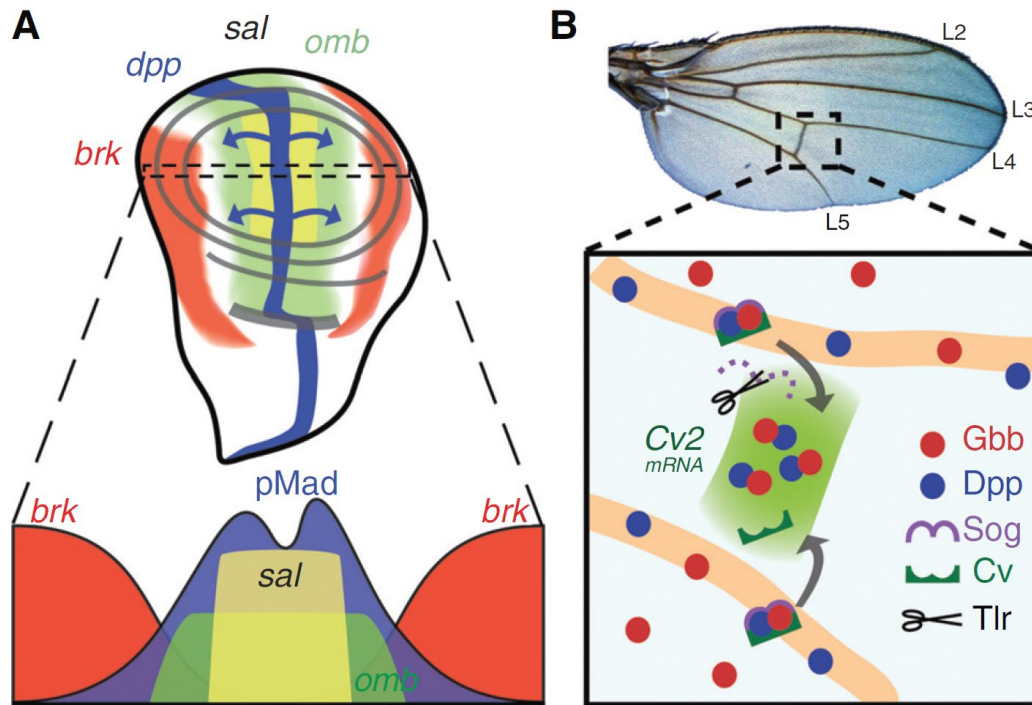 A
sal
omb
dpp
brk
pMad
brk
brk
sal
omb
B
L2
L3
L4
L5
Cv2
mRNA
Gbb
Dpp
Sog
Cv
Tlr